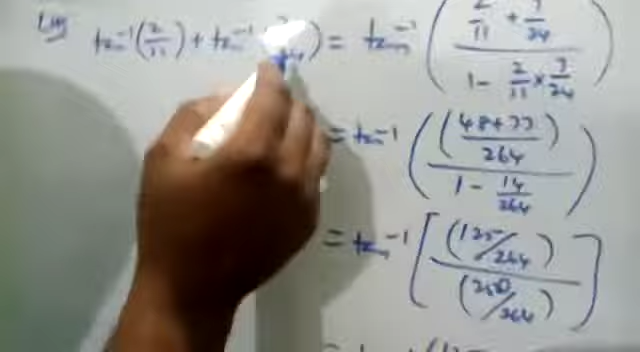 tan⁻¹(2/11) + tan⁻¹ ) = tan⁻¹ ( (2/11 + 7/24) / (1 - 2/11 × 7/24) )
= tan⁻¹ ( ((48+77)/264) / (1 - 14/264) )
= tan⁻¹ [ (125/264) / (250/264) ]